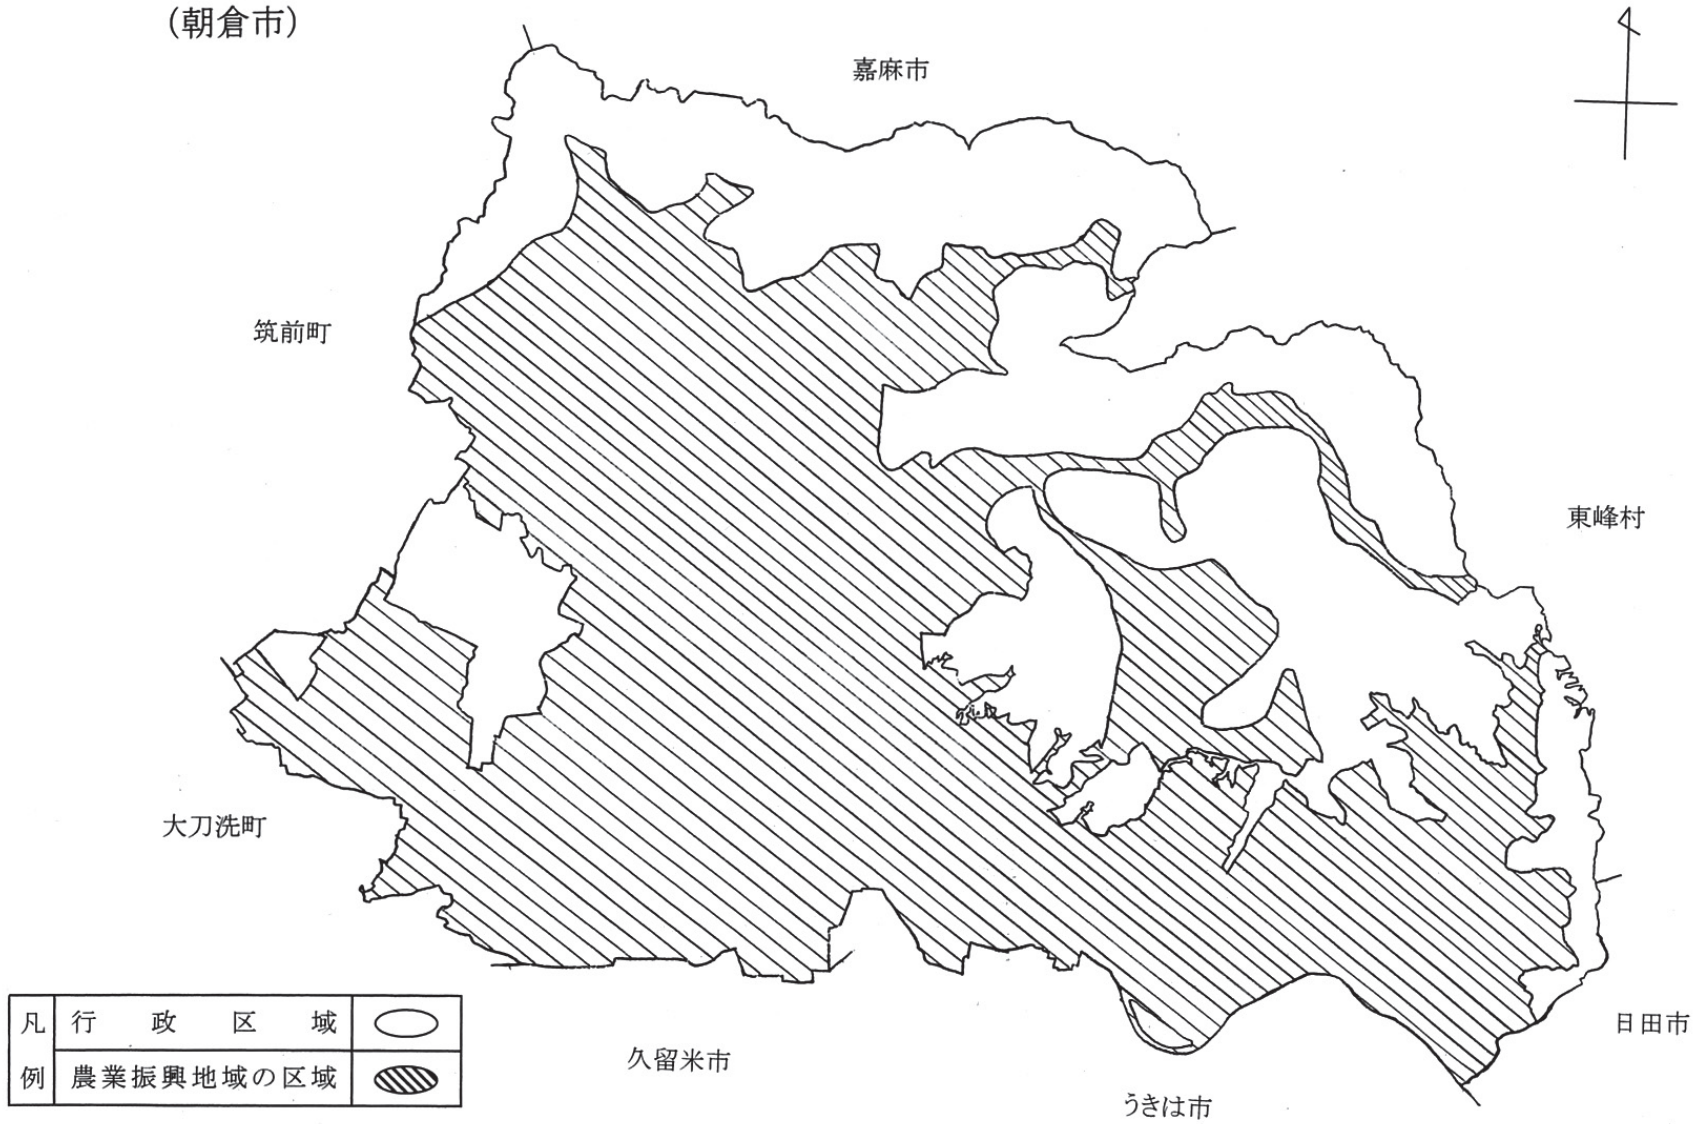 (朝倉市)
嘉麻市
筑前町
東峰村
大刀洗町
日田市
久留米市
うきは市
凡例
行政区域
農業振興地域の区域